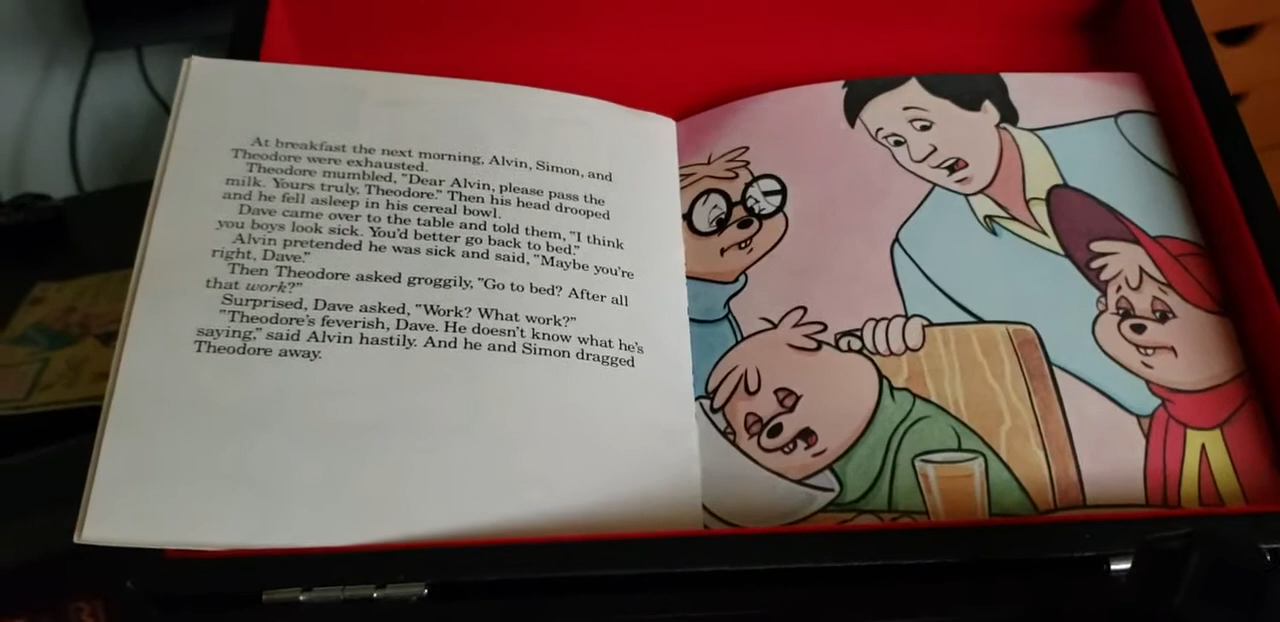 At breakfast the next morning, Alvin, Simon, and
Theodore were exhausted.
Theodore mumbled, "Dear Alvin, please pass the
milk. Yours truly, Theodore." Then his head drooped
and he fell asleep in his cereal bowl.
Dave came over to the table and told them, "I think
you boys look sick. You'd better go back to bed."
Alvin pretended he was sick and said, "Maybe you're
right, Dave."
Then Theodore asked groggily, "Go to bed? After all
that work?"
Surprised, Dave asked, "Work? What work?"
"Theodore's feverish, Dave. He doesn't know what he's
saying," said Alvin hastily. And he and Simon dragged
Theodore away.